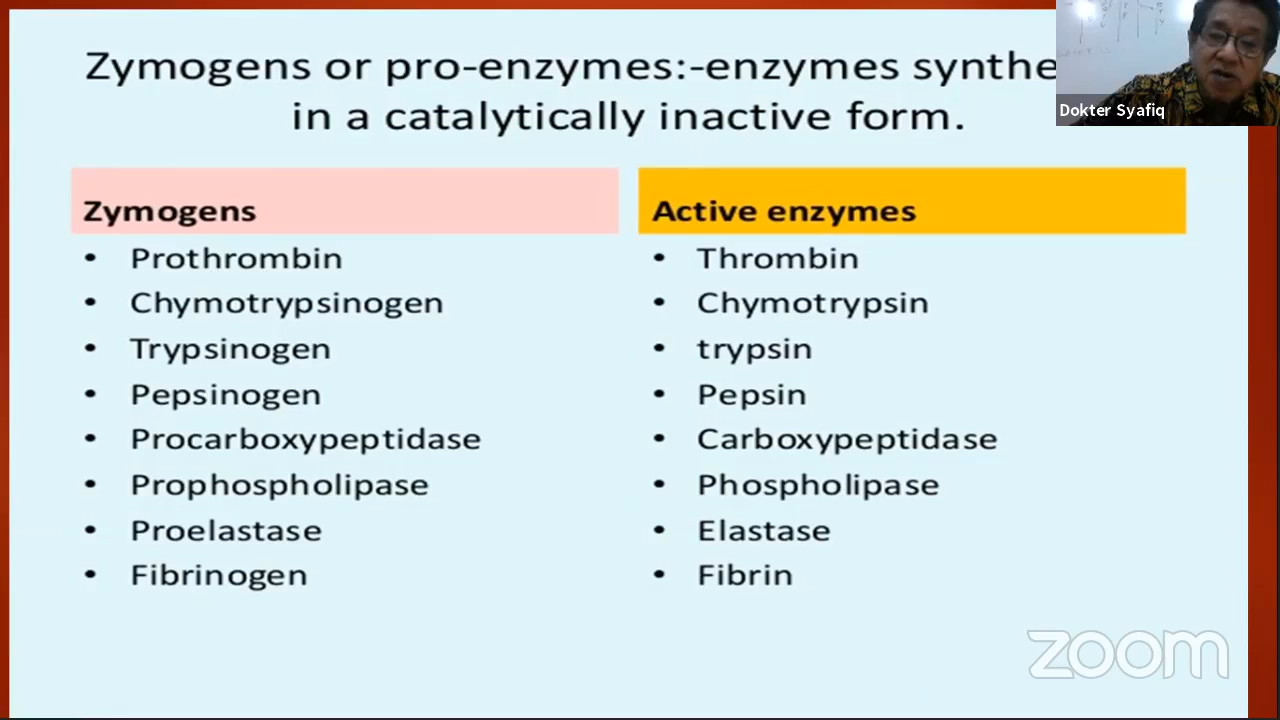 Zymogens or pro-enzymes:-enzymes synthe
in a catalytically inactive form.
Dokter Syafiq
Zymogens
Active enzymes
• Prothrombin
• Chymotrypsinogen
• Trypsinogen
• Pepsinogen
• Procarboxypeptidase
• Prophospholipase
• Proelastase
• Fibrinogen
• Thrombin
• Chymotrypsin
• trypsin
• Pepsin
• Carboxypeptidase
• Phospholipase
• Elastase
• Fibrin
zoom